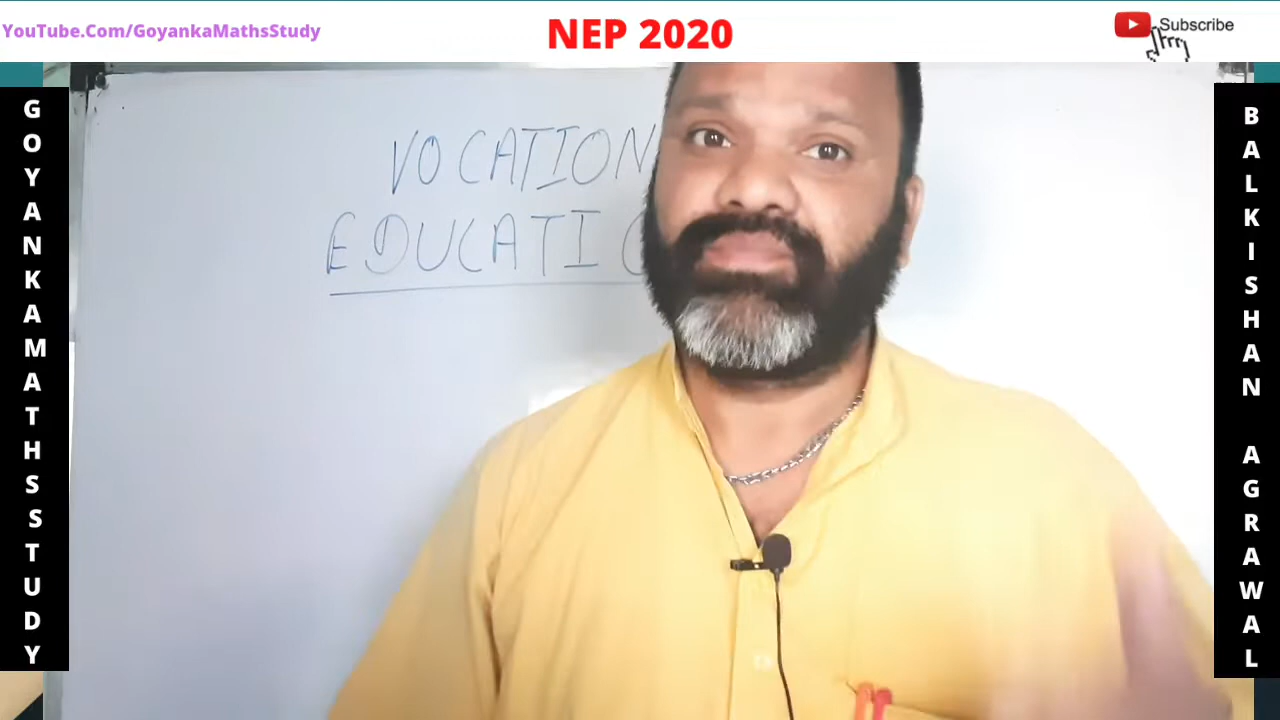 YouTube.Com/GoyankaMathsStudy
NEP 2020
Subscribe
GOYANKAMATHSSTUDY
VOCATION
EDUCATI
BALKISHAN AGRAWAL